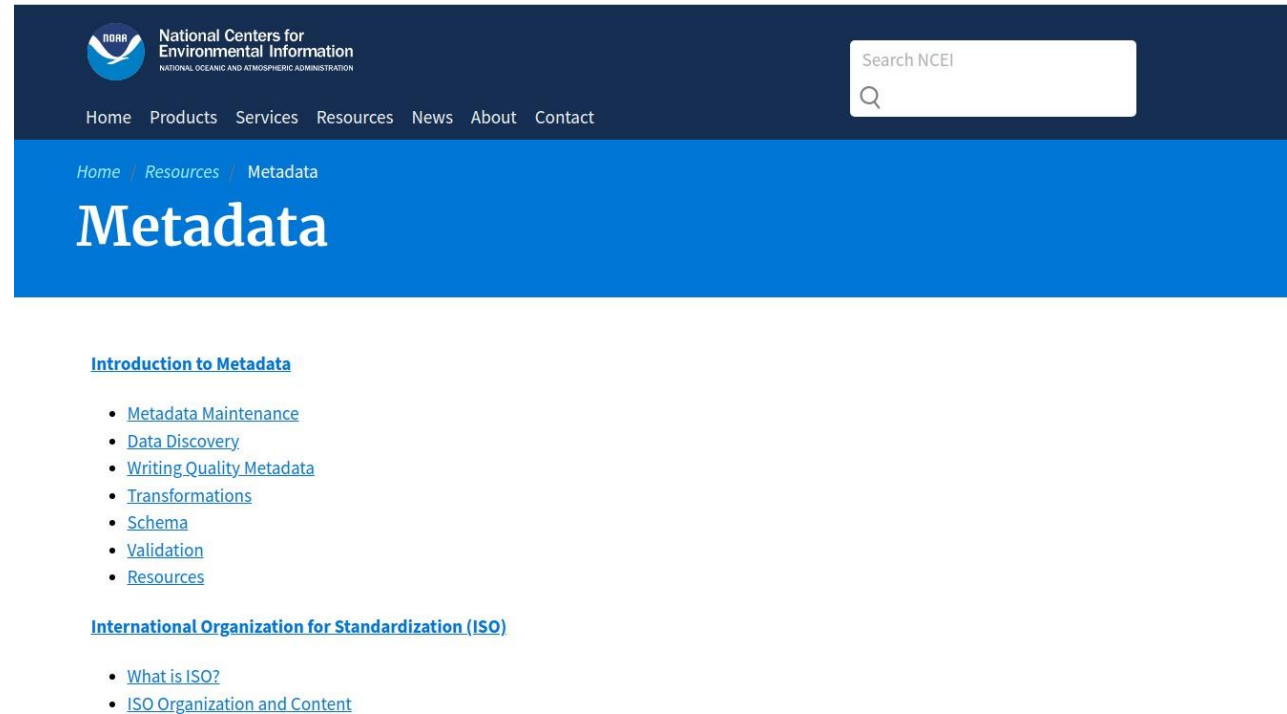 NOAA
National Centers for
Environmental Information
NATIONAL OCEANIC AND ATMOSPHERIC ADMINISTRATION
Search NCEI
Home Products Services Resources News About Contact
Home / Resources / Metadata
Metadata
Introduction to Metadata
Metadata Maintenance
Data Discovery
Writing Quality Metadata
Transformations
Schema
Validation
Resources
International Organization for Standardization (ISO)
What is ISO?
ISO Organization and Content